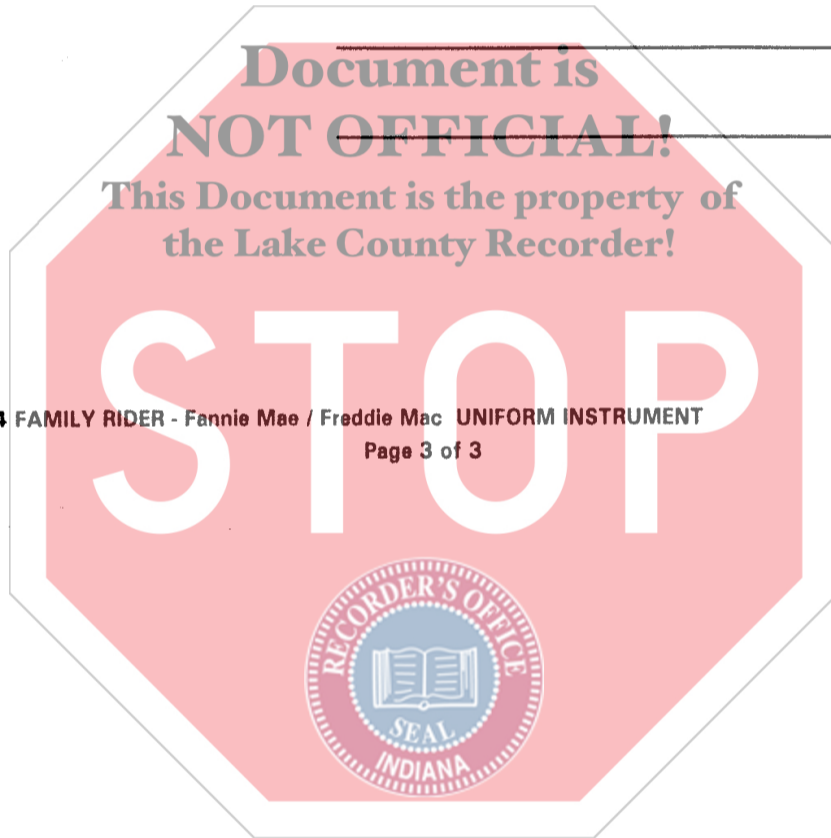 Document is
NOT OFFICIAL!
This Document is the property of
the Lake County Recorder!
STOP
4 FAMILY RIDER - Fannie Mae / Freddie Mac UNIFORM INSTRUMENT
Page 3 of 3
RECORDER'S OFFICE
SEAL
INDIANA